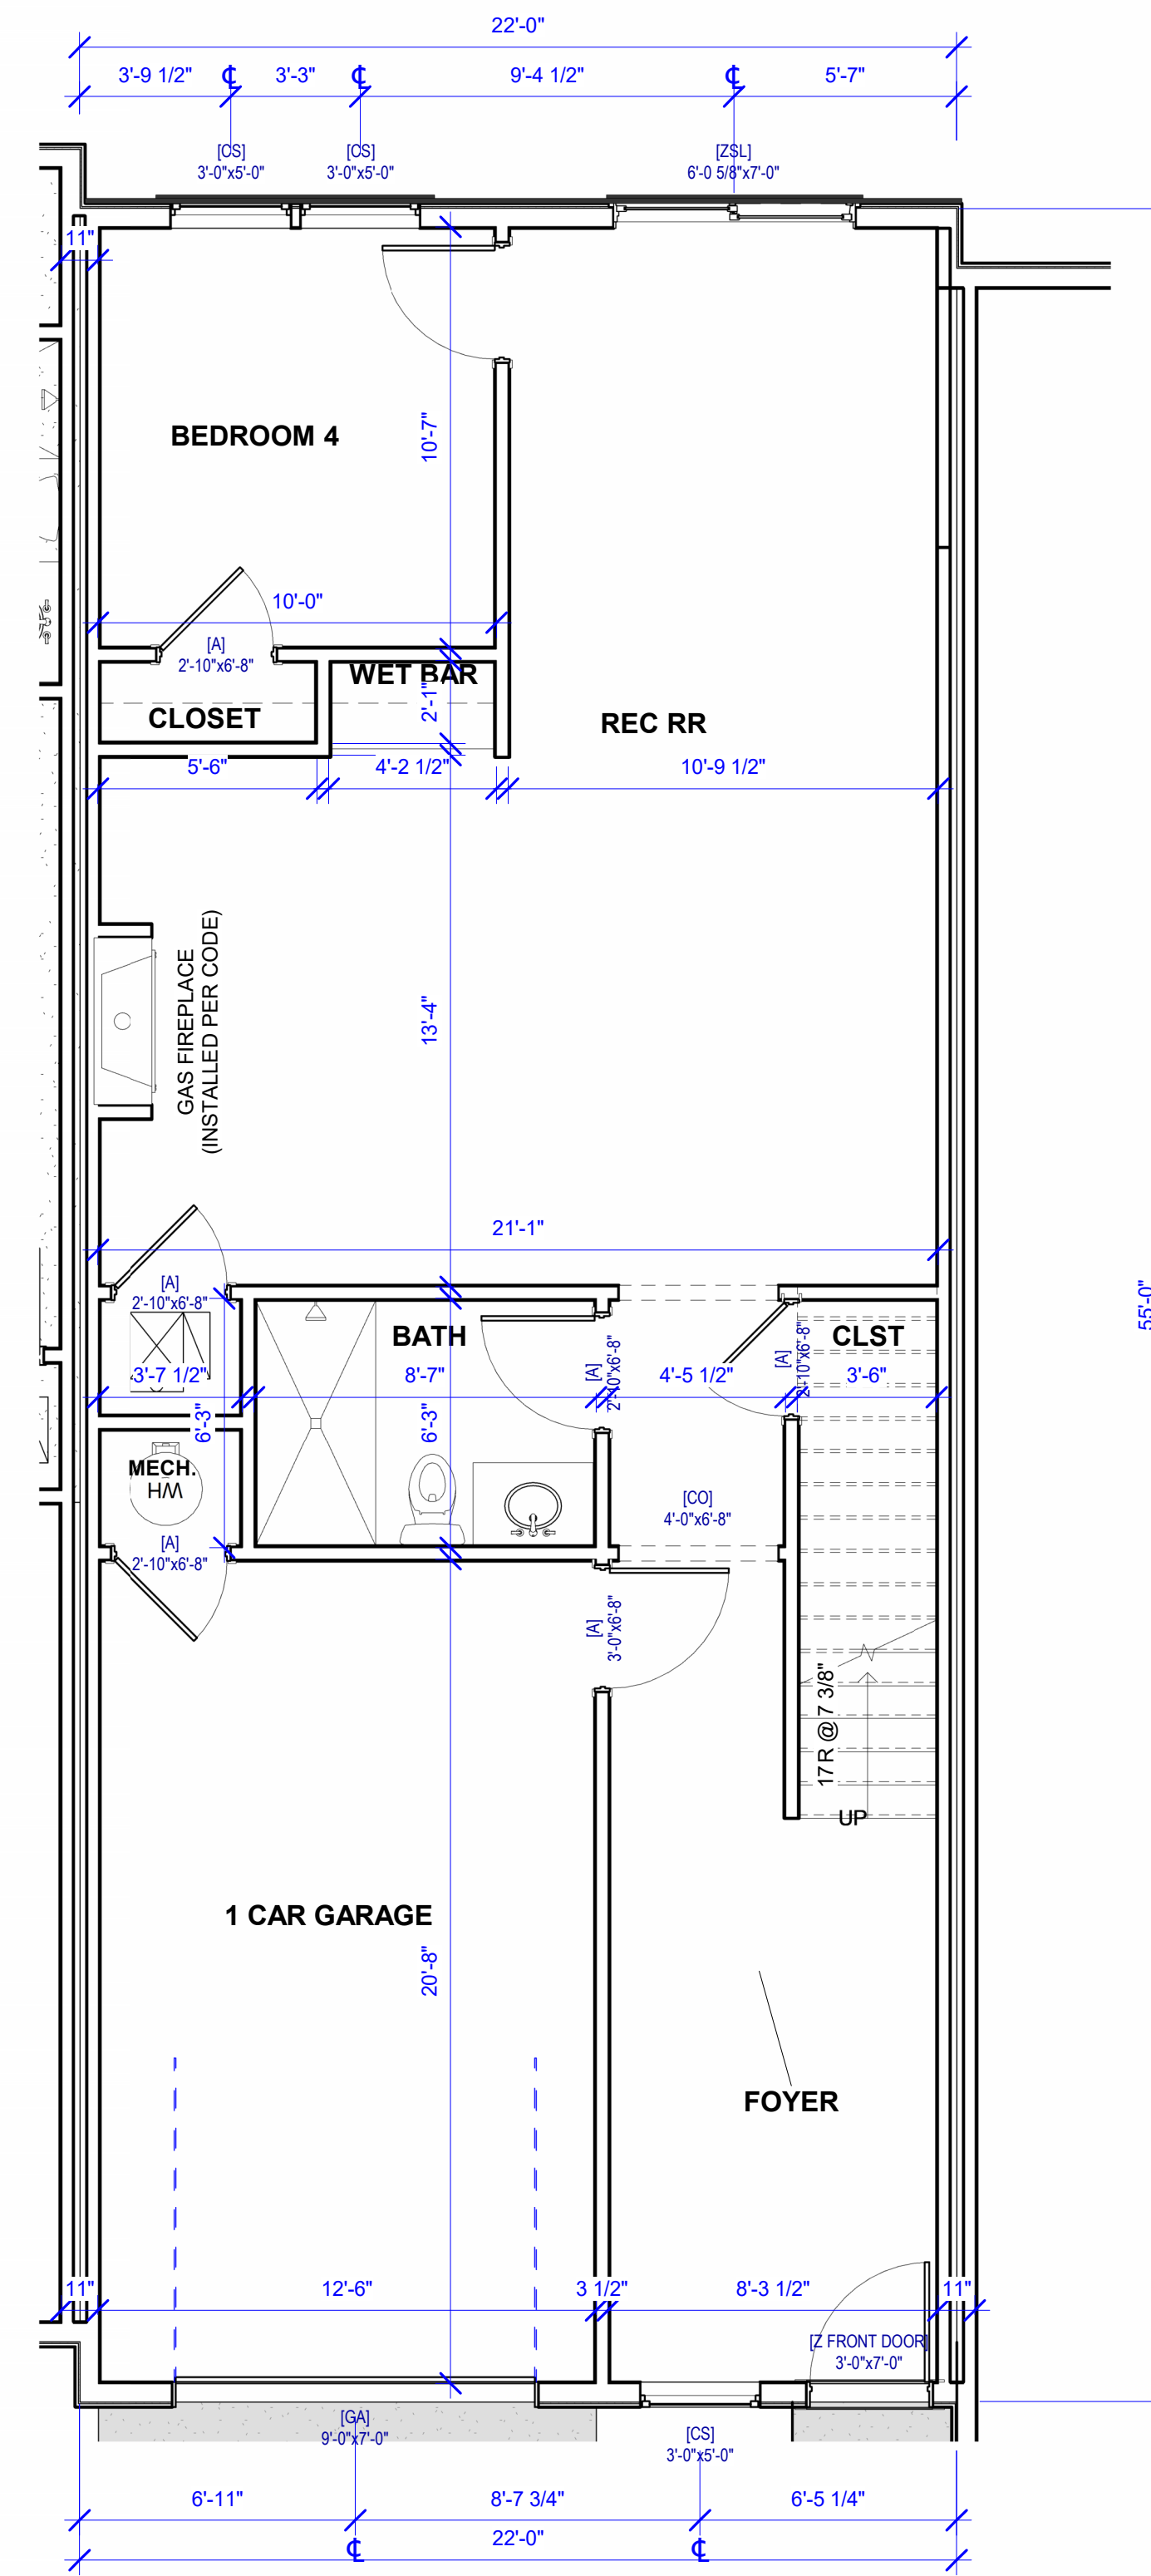 22'-0"
3'-9 1/2" ℄ 3'-3" ℄ 9'-4 1/2" ℄ 5'-7"
[CS] [CS] [ZSL]
3'-0"x5'-0" 3'-0"x5'-0" 6'-0 5/8"x7'-0"
11"
BEDROOM 4
10'-7"
10'-0"
[A]
2'-10"x6'-8"
WET BAR
2'-1"
CLOSET
REC RR
5'-6" 4'-2 1/2" 10'-9 1/2"
GAS FIREPLACE
(INSTALLED PER CODE)
13'-4"
21'-1"
55'-0"
[A]
2'-10"x6'-8"
BATH
CLST
[A]
2'-10"x6'-8"
[A]
2'-10"x6'-8"
3'-7 1/2" 8'-7" 4'-5 1/2" 3'-6"
6'-3" 6'-3"
MECH.
HW
[CO]
4'-0"x6'-8"
[A]
2'-10"x6'-8"
[A]
3'-0"x6'-8"
17R @ 7 3/8"
UP
1 CAR GARAGE
20'-8"
FOYER
11" 12'-6" 3 1/2" 8'-3 1/2" 11"
[Z FRONT DOOR]
3'-0"x7'-0"
[GA]
9'-0"x7'-0"
[CS]
3'-0"x5'-0"
6'-11" 8'-7 3/4" 6'-5 1/4"
℄ 22'-0" ℄